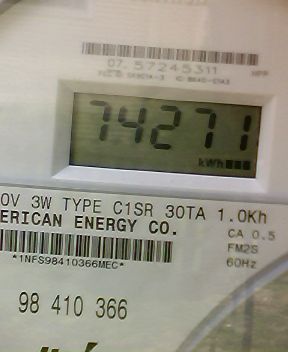 07. 57245311
74271
kWh
0V 3W TYPE C1SR 30TA 1.0Kh
ERICAN ENERGY CO.
CA 0.5
FM2S
60Hz
*1NFS98410366MEC*
98 410 366